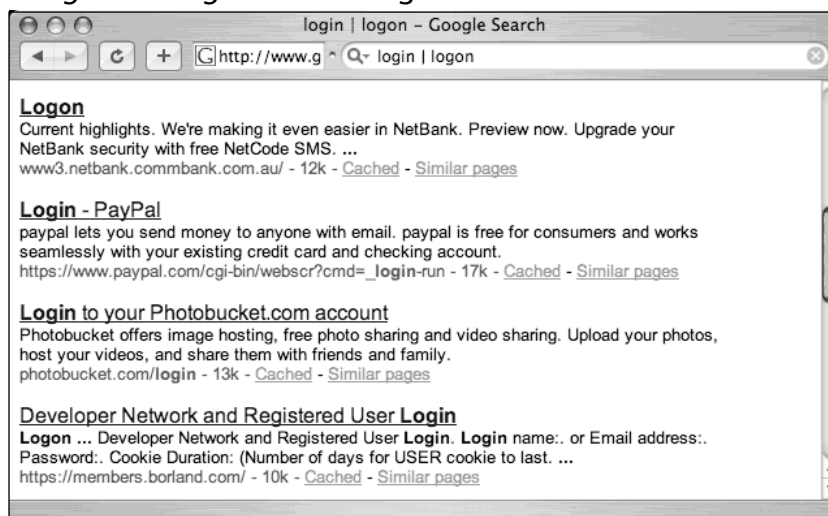 login | logon – Google Search
http://www.g login | logon
Logon
Current highlights. We're making it even easier in NetBank. Preview now. Upgrade your
NetBank security with free NetCode SMS. ...
www3.netbank.commbank.com.au/ - 12k - Cached - Similar pages
Login - PayPal
paypal lets you send money to anyone with email. paypal is free for consumers and works
seamlessly with your existing credit card and checking account.
https://www.paypal.com/cgi-bin/webscr?cmd=_login-run - 17k - Cached - Similar pages
Login to your Photobucket.com account
Photobucket offers image hosting, free photo sharing and video sharing. Upload your photos,
host your videos, and share them with friends and family.
photobucket.com/login - 13k - Cached - Similar pages
Developer Network and Registered User Login
Logon ... Developer Network and Registered User Login. Login name:. or Email address:.
Password:. Cookie Duration: (Number of days for USER cookie to last. ...
https://members.borland.com/ - 10k - Cached - Similar pages